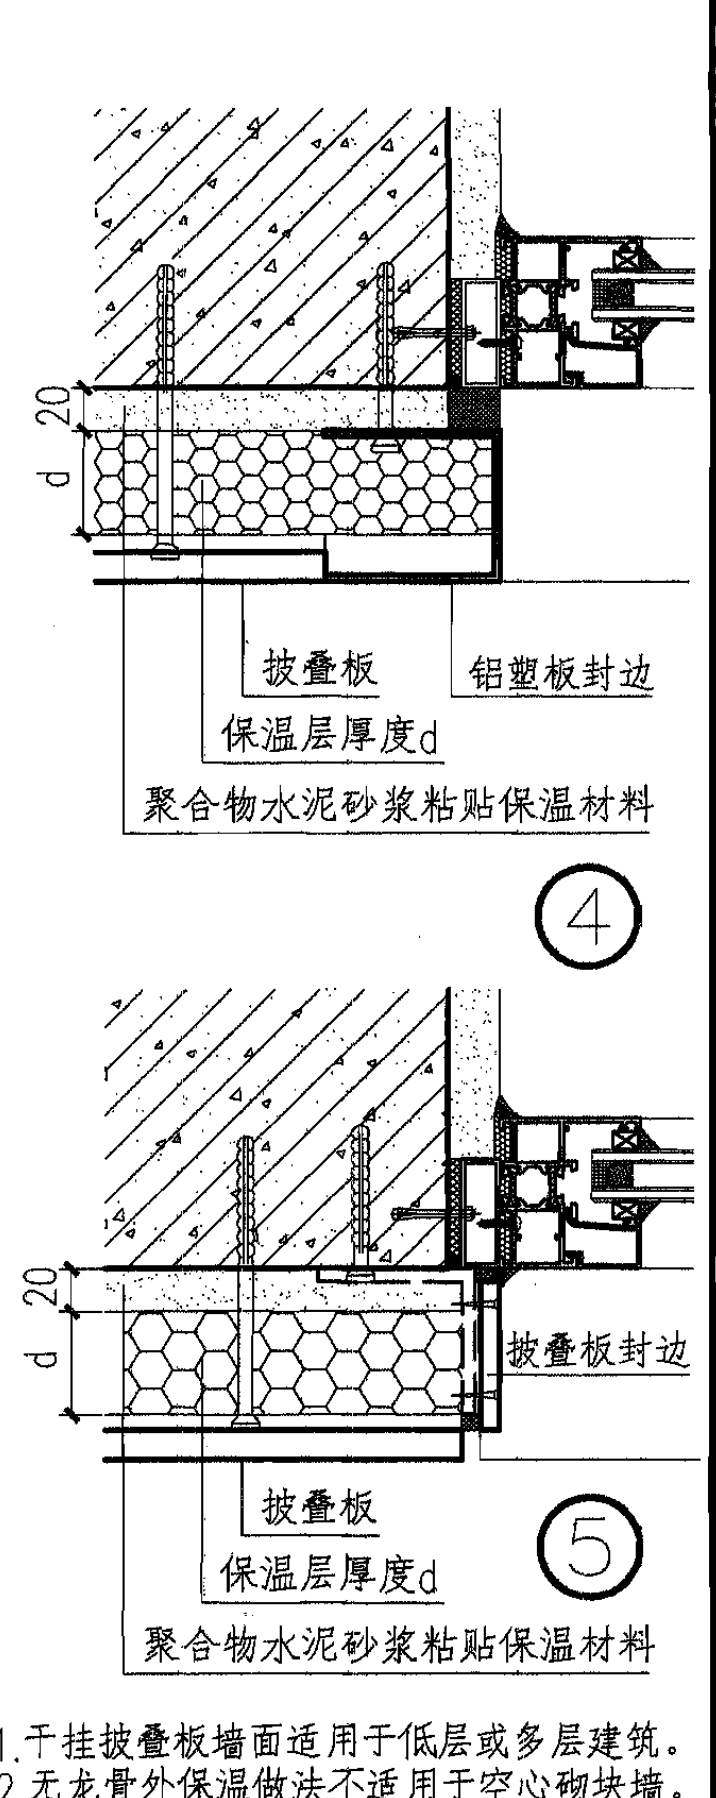 20
d
披叠板
铝塑板封边
保温层厚度d
聚合物水泥砂浆粘贴保温材料
4
20
d
披叠板封边
披叠板
5
保温层厚度d
聚合物水泥砂浆粘贴保温材料
1.干挂披叠板墙面适用于低层或多层建筑。
2.无龙骨外保温做法不适用于空心砌块墙。